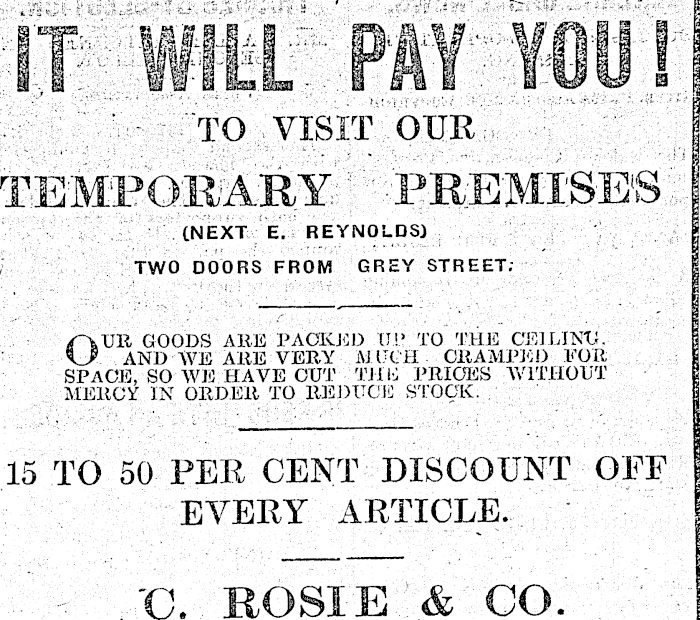 IT WILL PAY YOU!
TO VISIT OUR
TEMPORARY PREMISES
(NEXT E. REYNOLDS)
TWO DOORS FROM GREY STREET.
OUR GOODS ARE PACKED UP TO THE CEILING,
AND WE ARE VERY MUCH CRAMPED FOR
SPACE, SO WE HAVE CUT THE PRICES WITHOUT
MERCY IN ORDER TO REDUCE STOCK.
15 TO 50 PER CENT DISCOUNT OFF
EVERY ARTICLE.
C. ROSIE & CO.